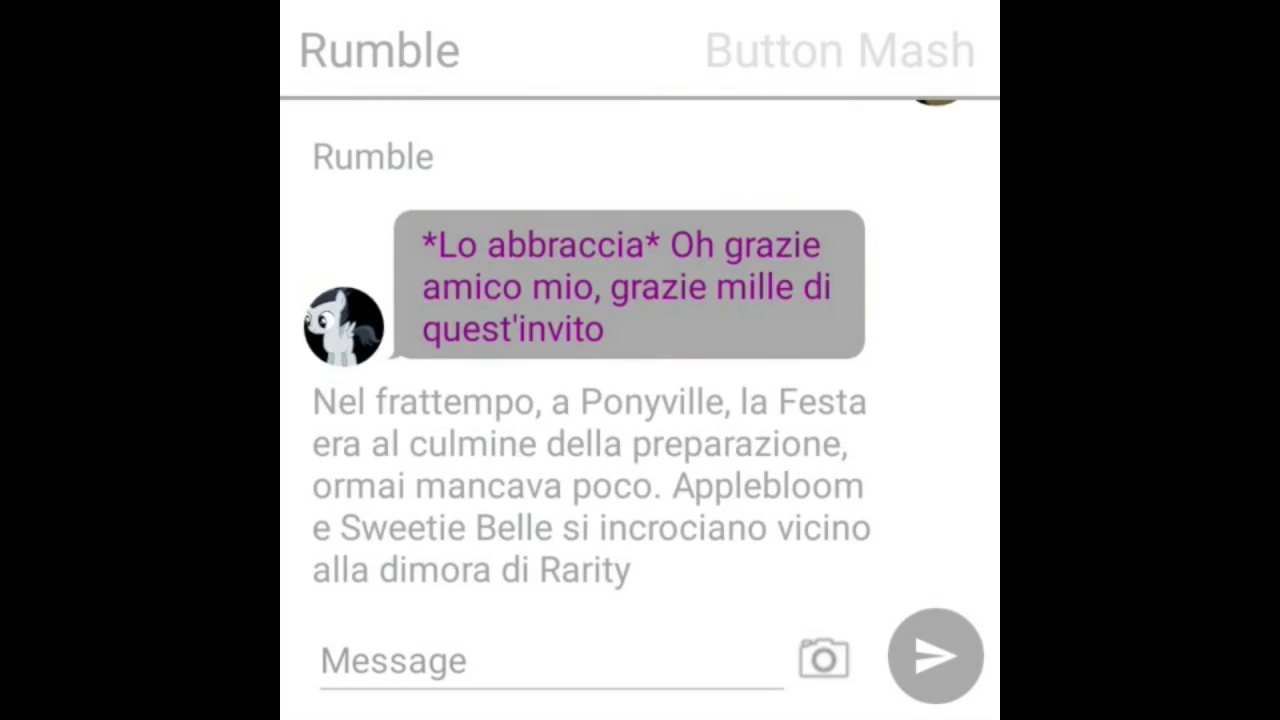 Rumble
Button Mash
Rumble
*Lo abbraccia* Oh grazie
amico mio, grazie mille di
quest'invito
Nel frattempo, a Ponyville, la Festa
era al culmine della preparazione,
ormai mancava poco. Applebloom
e Sweetie Belle si incrociano vicino
alla dimora di Rarity
Message